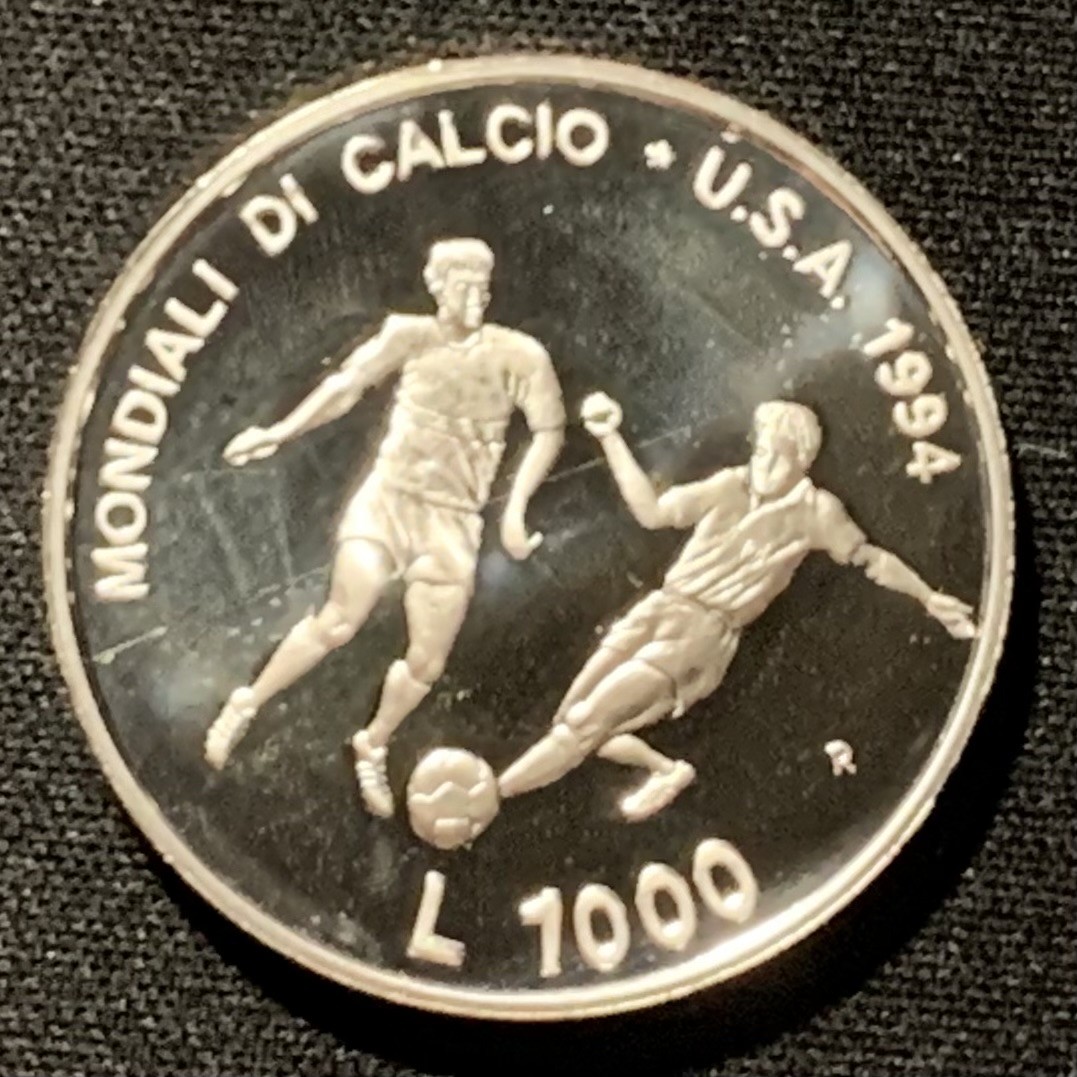 MONDIALI DI CALCIO * U.S.A. 1994
R
L 1000